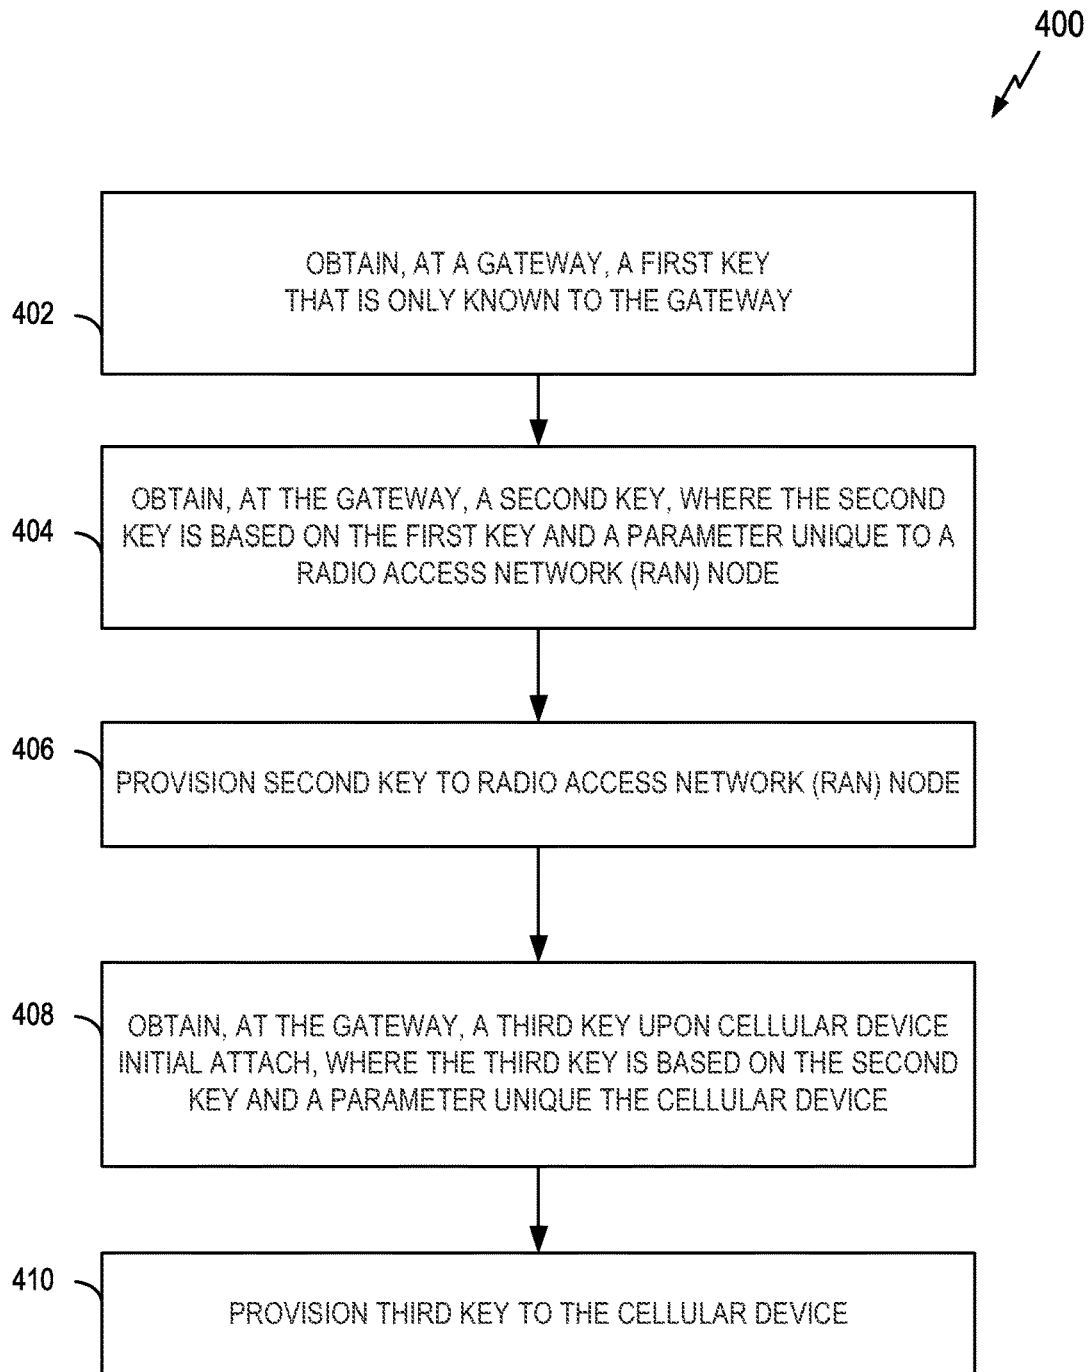 400
OBTAIN, AT A GATEWAY, A FIRST KEY
THAT IS ONLY KNOWN TO THE GATEWAY
402
OBTAIN, AT THE GATEWAY, A SECOND KEY, WHERE THE SECOND
KEY IS BASED ON THE FIRST KEY AND A PARAMETER UNIQUE TO A
RADIO ACCESS NETWORK (RAN) NODE
404
406
PROVISION SECOND KEY TO RADIO ACCESS NETWORK (RAN) NODE
408
OBTAIN, AT THE GATEWAY, A THIRD KEY UPON CELLULAR DEVICE
INITIAL ATTACH, WHERE THE THIRD KEY IS BASED ON THE SECOND
KEY AND A PARAMETER UNIQUE THE CELLULAR DEVICE
410
PROVISION THIRD KEY TO THE CELLULAR DEVICE